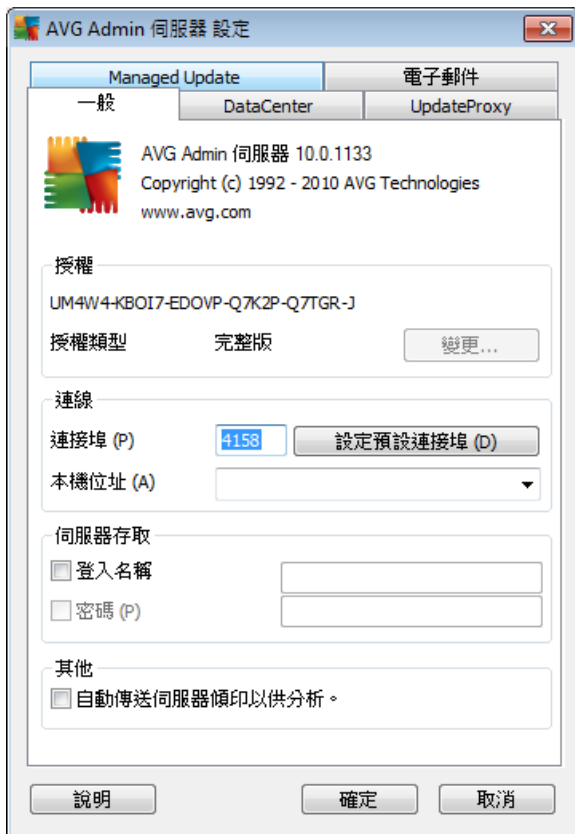 AVG Admin 伺服器 設定
Managed Update 電子郵件
一般 DataCenter UpdateProxy
AVG Admin 伺服器 10.0.1133
Copyright (c) 1992 - 2010 AVG Technologies
www.avg.com
授權
UM4W4-KBOI7-EDOVP-Q7K2P-Q7TGR-J
授權類型 完整版 變更...
連線
連接埠 (P) 4158 設定預設連接埠 (D)
本機位址 (A)
伺服器存取
登入名稱
密碼 (P)
其他
自動傳送伺服器傾印以供分析。
說明 確定 取消